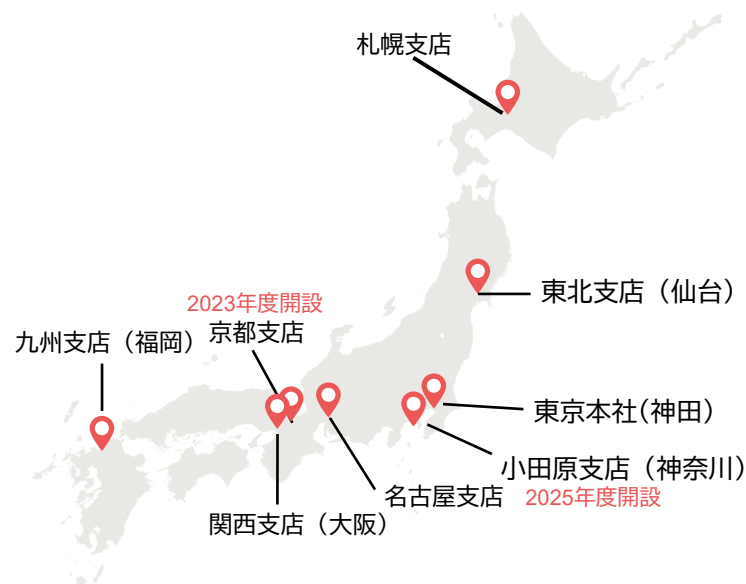 札幌支店
東北支店（仙台）
2023年度開設
京都支店
九州支店（福岡）
東京本社(神田）
小田原支店（神奈川）
名古屋支店
2025年度開設
関西支店（大阪）